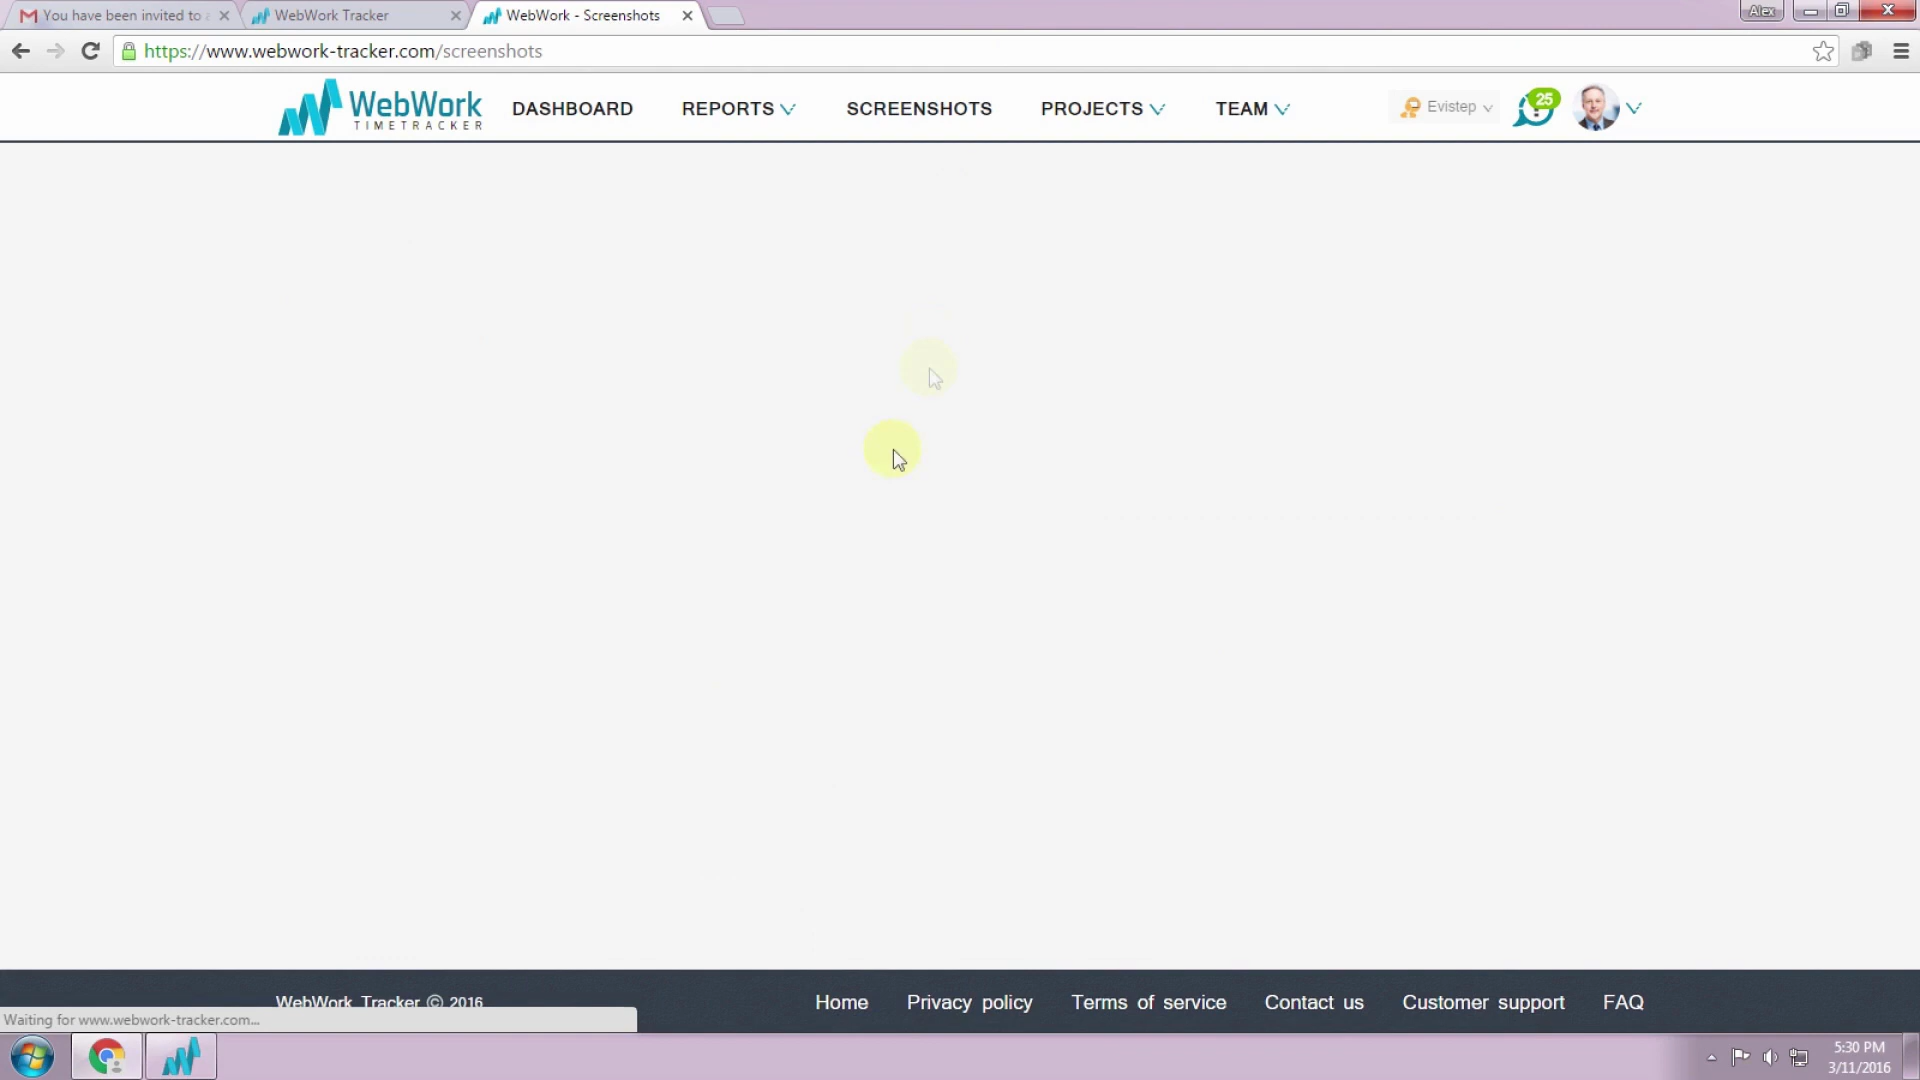 You have been invited to a
WebWork Tracker
WebWork - Screenshots
Alex
https://www.webwork-tracker.com/screenshots
WebWork
TIMETRACKER
DASHBOARD
REPORTS
SCREENSHOTS
PROJECTS
TEAM
Evistep
25
WebWork Tracker © 2016
Home
Privacy policy
Terms of service
Contact us
Customer support
FAQ
Waiting for www.webwork-tracker.com...
5:30 PM
3/11/2016